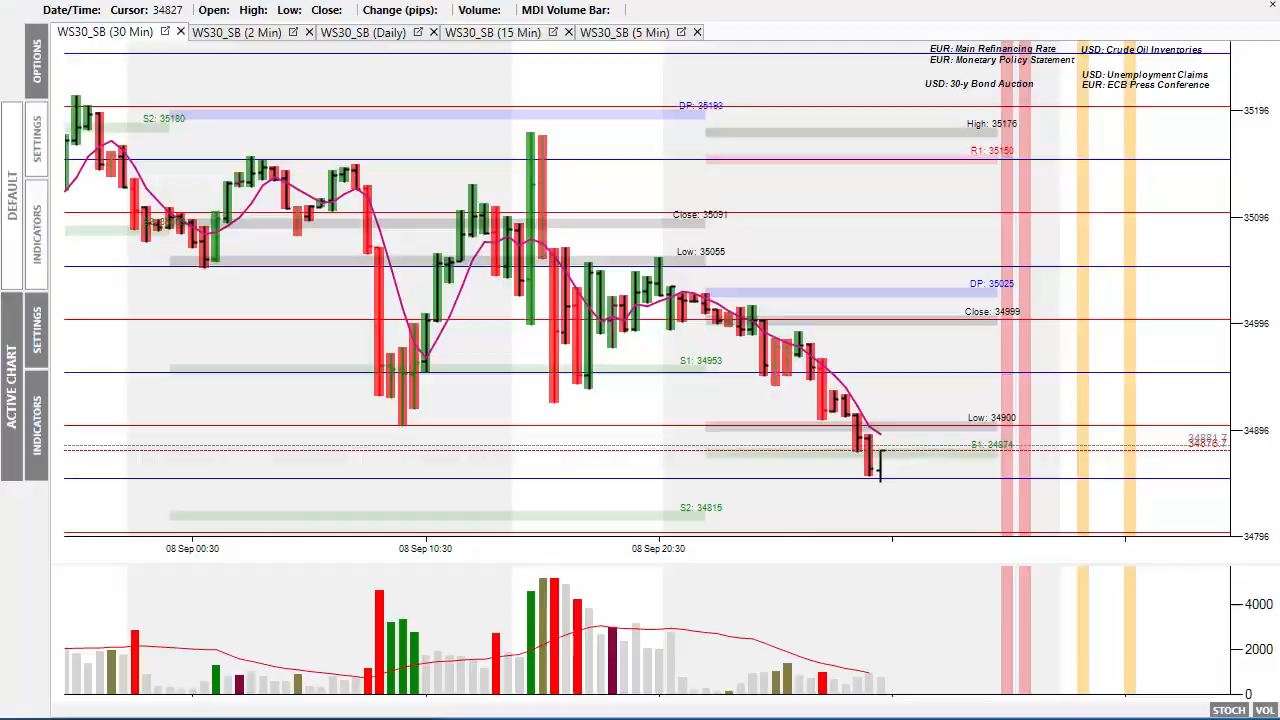 Date/Time: Cursor: 34827 Open: High: Low: Close: Change (pips): Volume: MDI Volume Bar:
WS30_SB (30 Min) WS30_SB (2 Min) WS30_SB (Daily) WS30_SB (15 Min) WS30_SB (5 Min)
OPTIONS
SETTINGS
INDICATORS
DEFAULT
SETTINGS
INDICATORS
ACTIVE CHART
EUR: Main Refinancing Rate USD: Crude Oil Inventories
EUR: Monetary Policy Statement
USD: Unemployment Claims
USD: 30-y Bond Auction EUR: ECB Press Conference
DP: 35193
35196
S2: 35180
High: 35176
R1: 35150
Close: 35091
35096
Low: 35055
DP: 35025
Close: 34999
34996
S1: 34953
Low: 34900
34896
S1: 34874
S2: 34815
34796
08 Sep 00:30 08 Sep 10:30 08 Sep 20:30
4000
2000
0
STOCH VOL